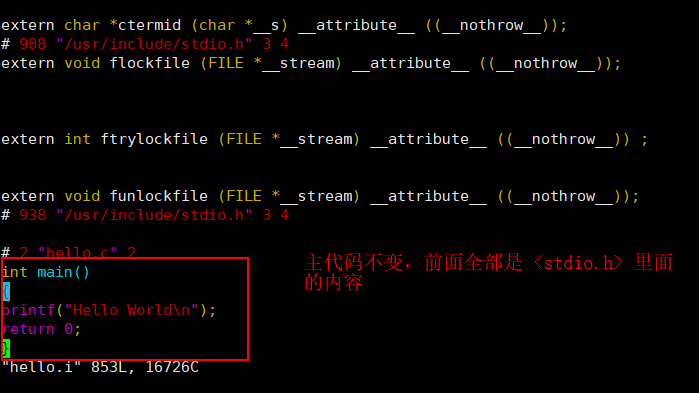 extern char *ctermid (char *__s) __attribute__ ((__nothrow__));
# 908 "/usr/include/stdio.h" 3 4
extern void flockfile (FILE *__stream) __attribute__ ((__nothrow__));
extern int ftrylockfile (FILE *__stream) __attribute__ ((__nothrow__)) ;
extern void funlockfile (FILE *__stream) __attribute__ ((__nothrow__));
# 938 "/usr/include/stdio.h" 3 4
# 2 "hello.c" 2
int main()
{
printf("Hello World\n");
return 0;
}
"hello.i" 853L, 16726C
主代码不变，前面全部是 <stdio.h> 里面
的内容